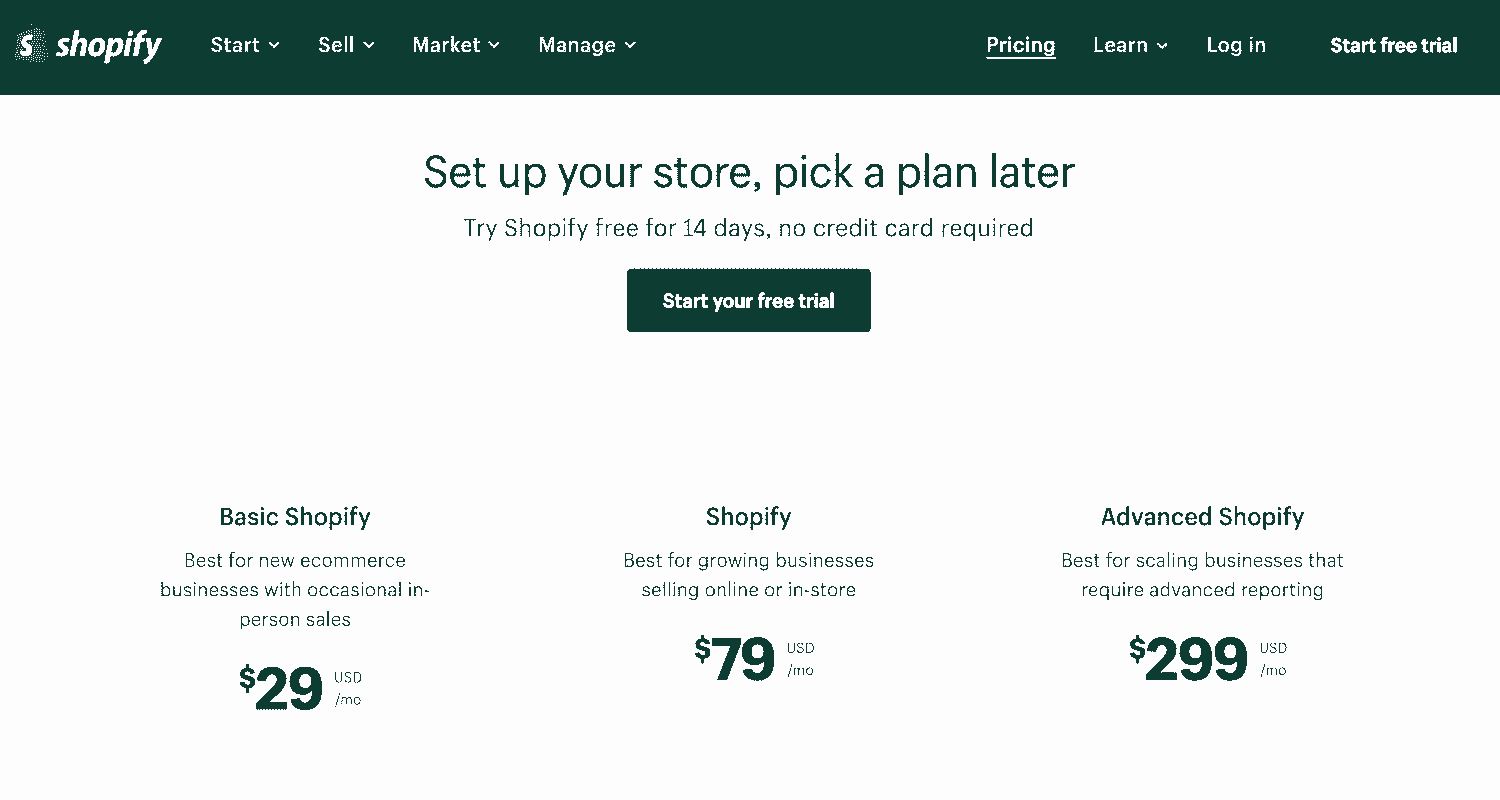 shopify Start Sell Market Manage Pricing Learn Log in Start free trial
Set up your store, pick a plan later
Try Shopify free for 14 days, no credit card required
Start your free trial
Basic Shopify
Best for new ecommerce
businesses with occasional in-
person sales
$29 USD
/mo
Shopify
Best for growing businesses
selling online or in-store
$79 USD
/mo
Advanced Shopify
Best for scaling businesses that
require advanced reporting
$299 USD
/mo